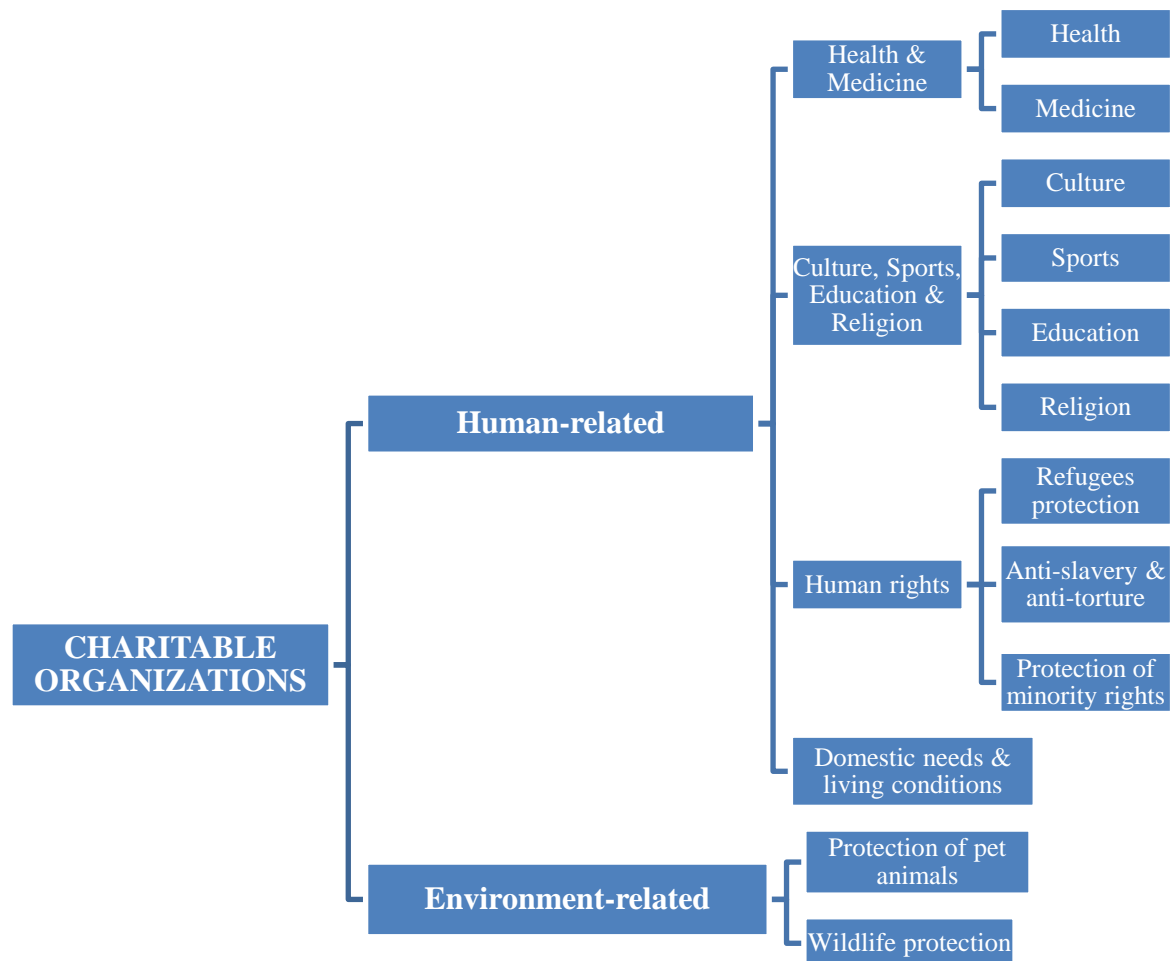 CHARITABLE
ORGANIZATIONS
Human-related
Health &
Medicine
Health
Medicine
Culture, Sports,
Education &
Religion
Culture
Sports
Education
Religion
Human rights
Refugees
protection
Anti-slavery &
anti-torture
Protection of
minority rights
Domestic needs &
living conditions
Environment-related
Protection of pet
animals
Wildlife protection